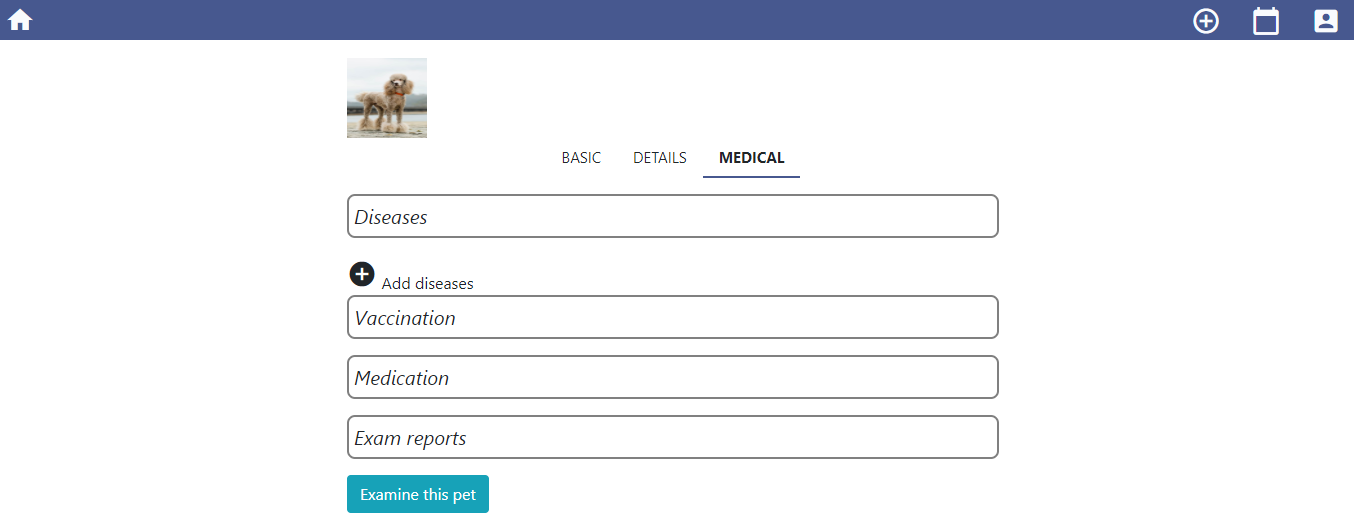 BASIC DETAILS MEDICAL
Diseases
Add diseases
Vaccination
Medication
Exam reports
Examine this pet